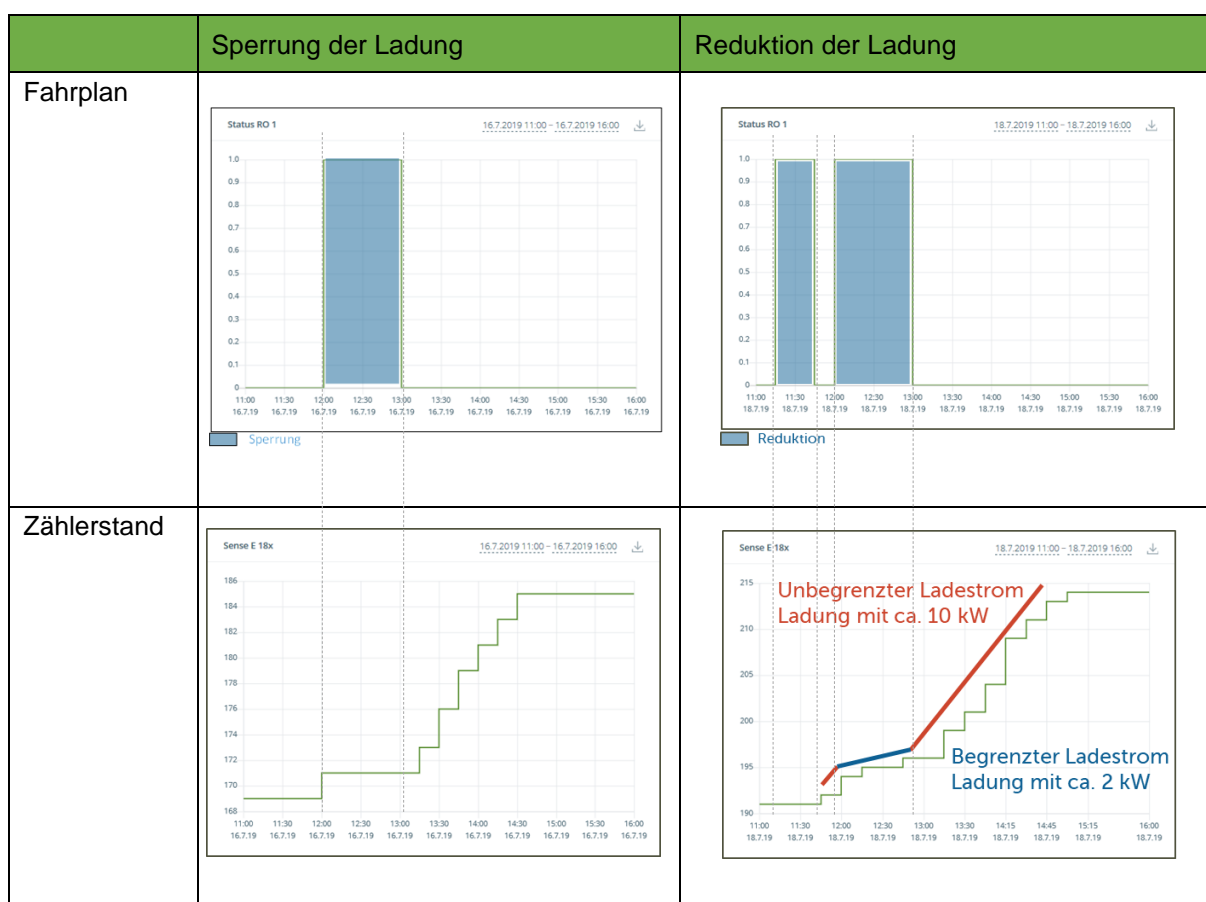 Sperrung der Ladung
Reduktion der Ladung
Fahrplan
Status RO 1
16.7.2019 11:00 – 16.7.2019 16:00
1.0
0.9
0.8
0.7
0.6
0.5
0.4
0.3
0.2
0.1
0
11:00 11:30 12:00 12:30 13:00 13:30 14:00 14:30 15:00 15:30 16:00
16.7.19 16.7.19 16.7.19 16.7.19 16.7.19 16.7.19 16.7.19 16.7.19 16.7.19 16.7.19 16.7.19
Sperrung
Status RO 1
18.7.2019 11:00 – 18.7.2019 16:00
1.0
0.9
0.8
0.7
0.6
0.5
0.4
0.3
0.2
0.1
0
11:00 11:30 12:00 12:30 13:00 13:30 14:00 14:30 15:00 15:30 16:00
18.7.19 18.7.19 18.7.19 18.7.19 18.7.19 18.7.19 18.7.19 18.7.19 18.7.19 18.7.19 18.7.19
Reduktion
Zählerstand
Sense E 18x
16.7.2019 11:00 – 16.7.2019 16:00
186
184
182
180
178
176
174
172
170
168
11:00 11:30 12:00 12:30 13:00 13:30 14:00 14:30 15:00 15:30 16:00
16.7.19 16.7.19 16.7.19 16.7.19 16.7.19 16.7.19 16.7.19 16.7.19 16.7.19 16.7.19 16.7.19
Sense E 18x
18.7.2019 11:00 – 18.7.2019 16:00
215
210
205
200
195
190
Unbegrenzter Ladestrom
Ladung mit ca. 10 kW
Begrenzter Ladestrom
Ladung mit ca. 2 kW
11:00 11:30 12:00 12:30 13:00 13:30 14:15 14:45 15:15 16:00
18.7.19 18.7.19 18.7.19 18.7.19 18.7.19 18.7.19 18.7.19 18.7.19 18.7.19 18.7.19